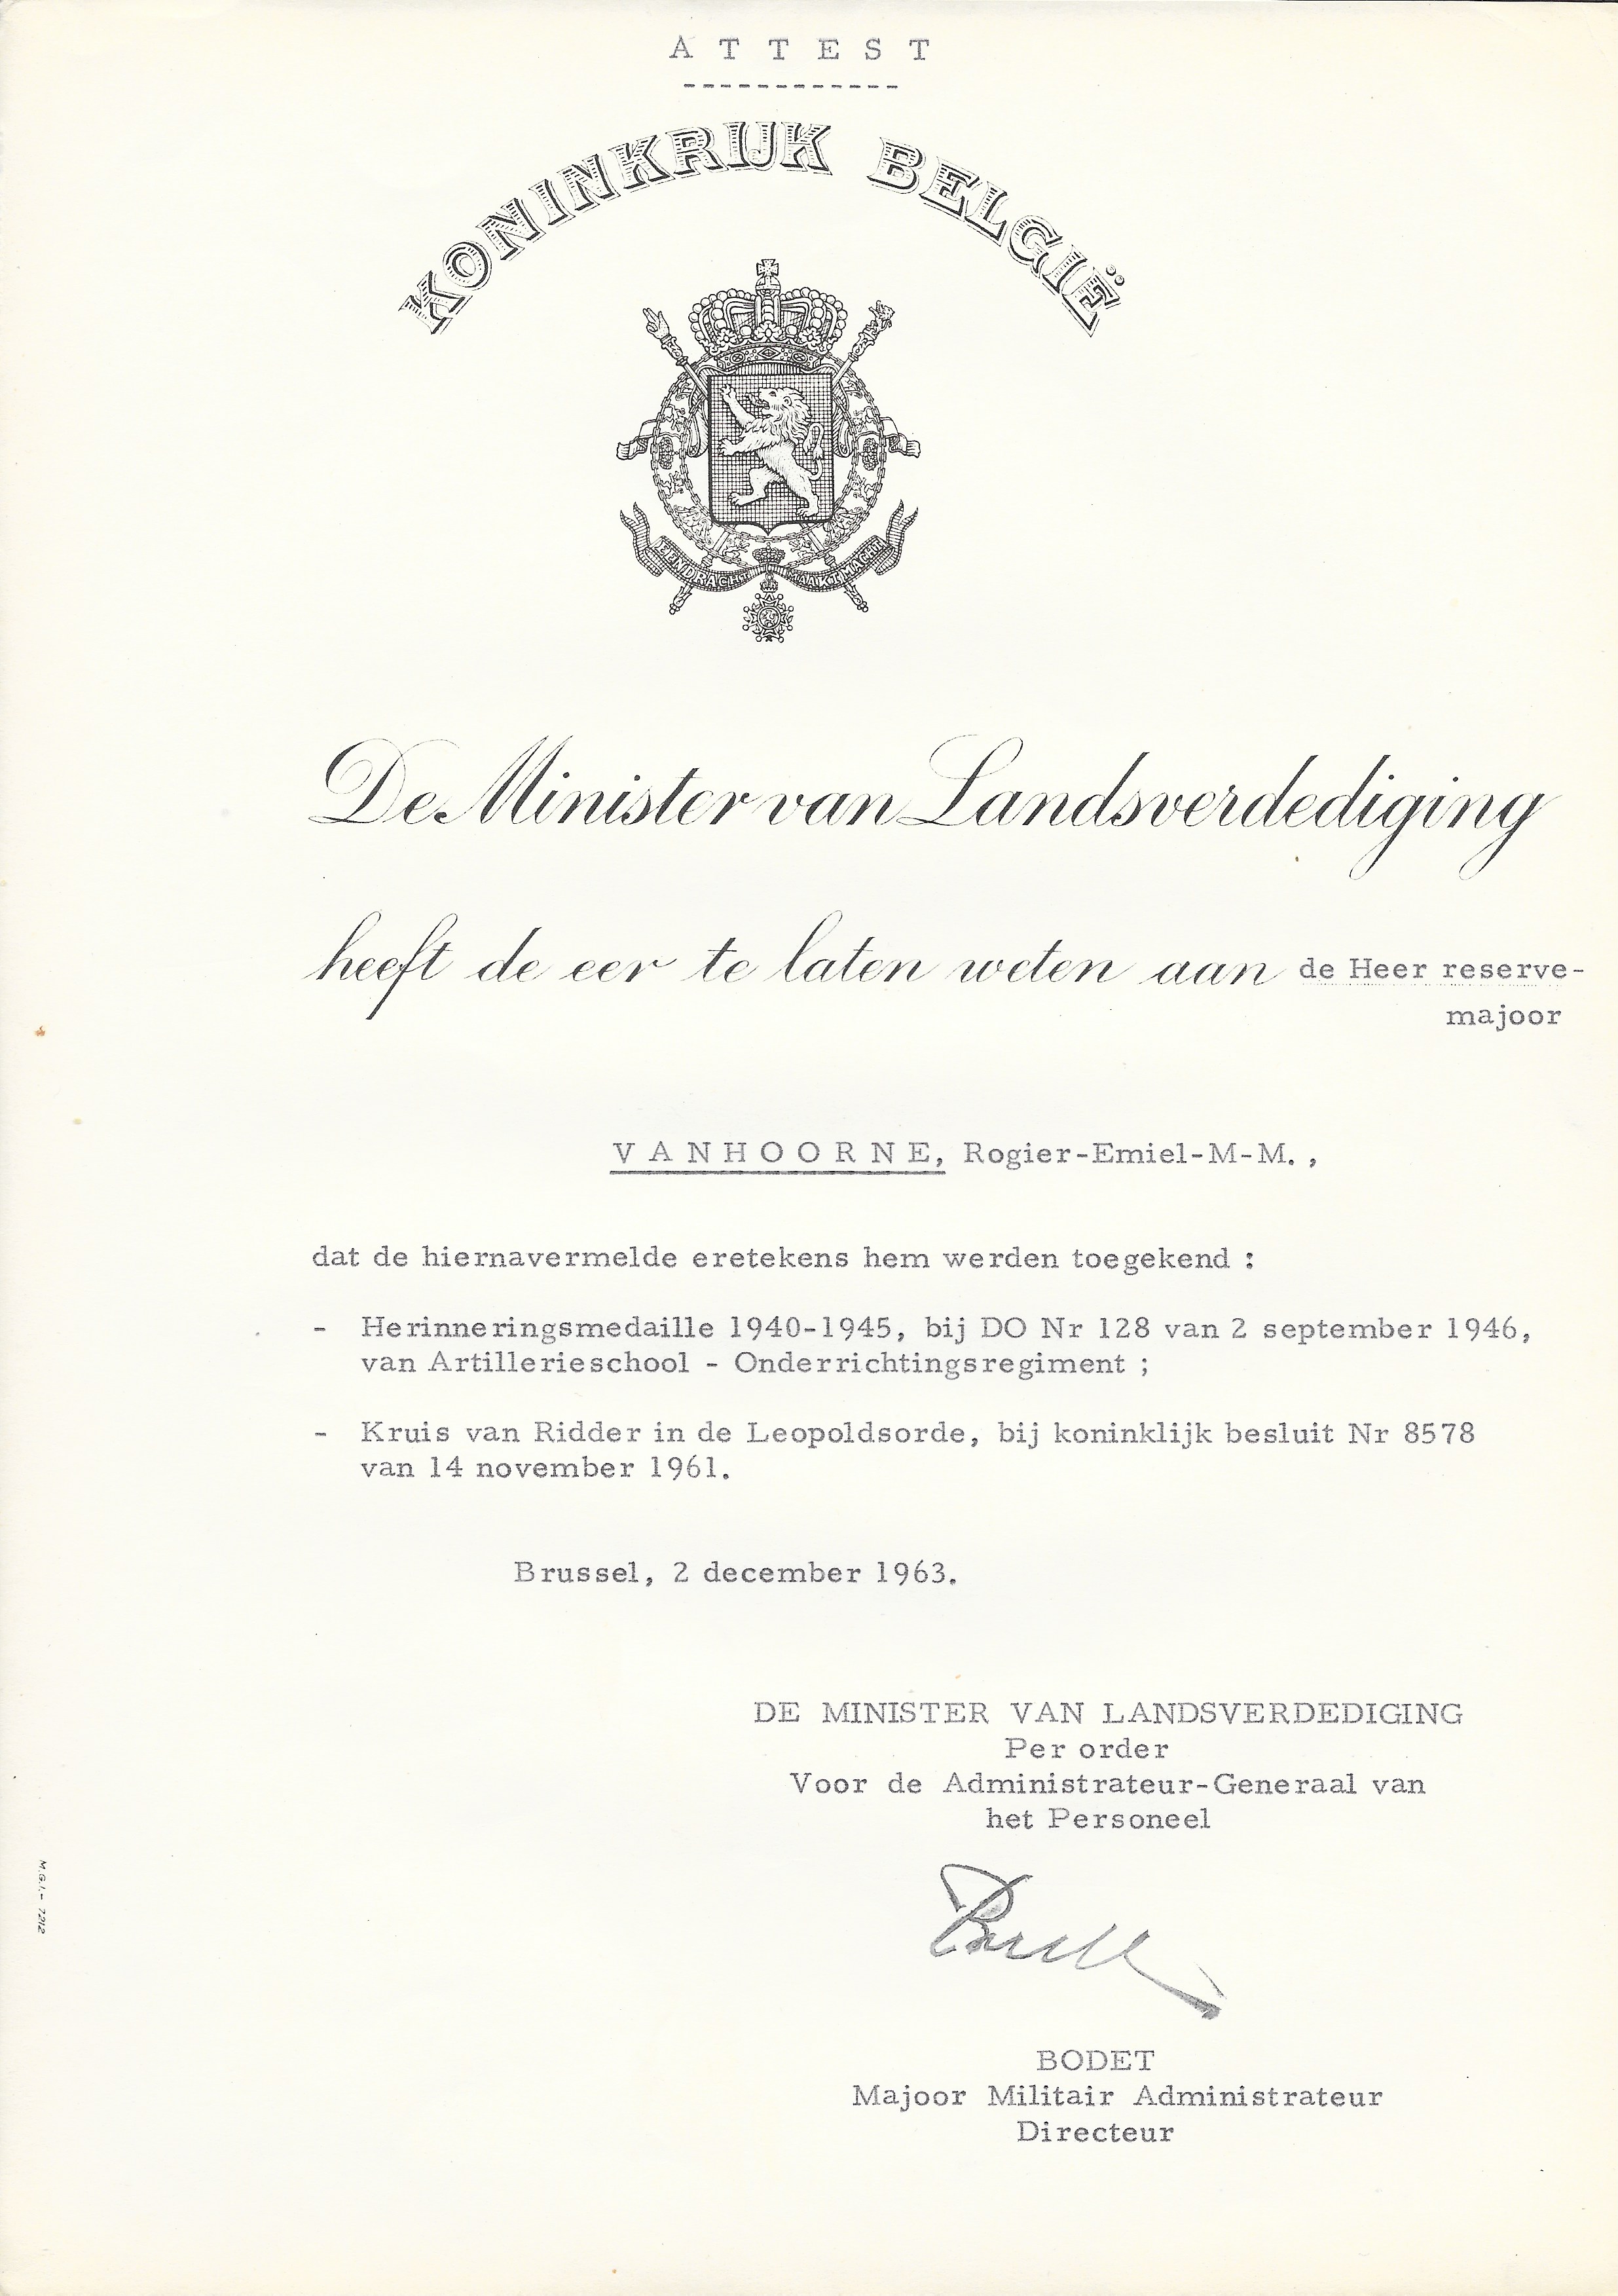 A T T E S T
------------
KONINKRIJK BELGIË
EENDRACHT MAAKT MACHT
De Minister van Landsverdediging
heeft de eer te laten weten aan de Heer reserve-
majoor
V A N H O O R N E, Rogier-Emiel-M-M. ,
dat de hiernavermelde eretekens hem werden toegekend :
- Herinneringsmedaille 1940-1945, bij DO Nr 128 van 2 september 1946,
van Artillerieschool - Onderrichtingsregiment ;
- Kruis van Ridder in de Leopoldsorde, bij koninklijk besluit Nr 8578
van 14 november 1961.
Brussel, 2 december 1963.
DE MINISTER VAN LANDSVERDEDIGING
Per order
Voor de Administrateur-Generaal van
het Personeel
BODET
Majoor Militair Administrateur
Directeur
M.G.I. - 7.212